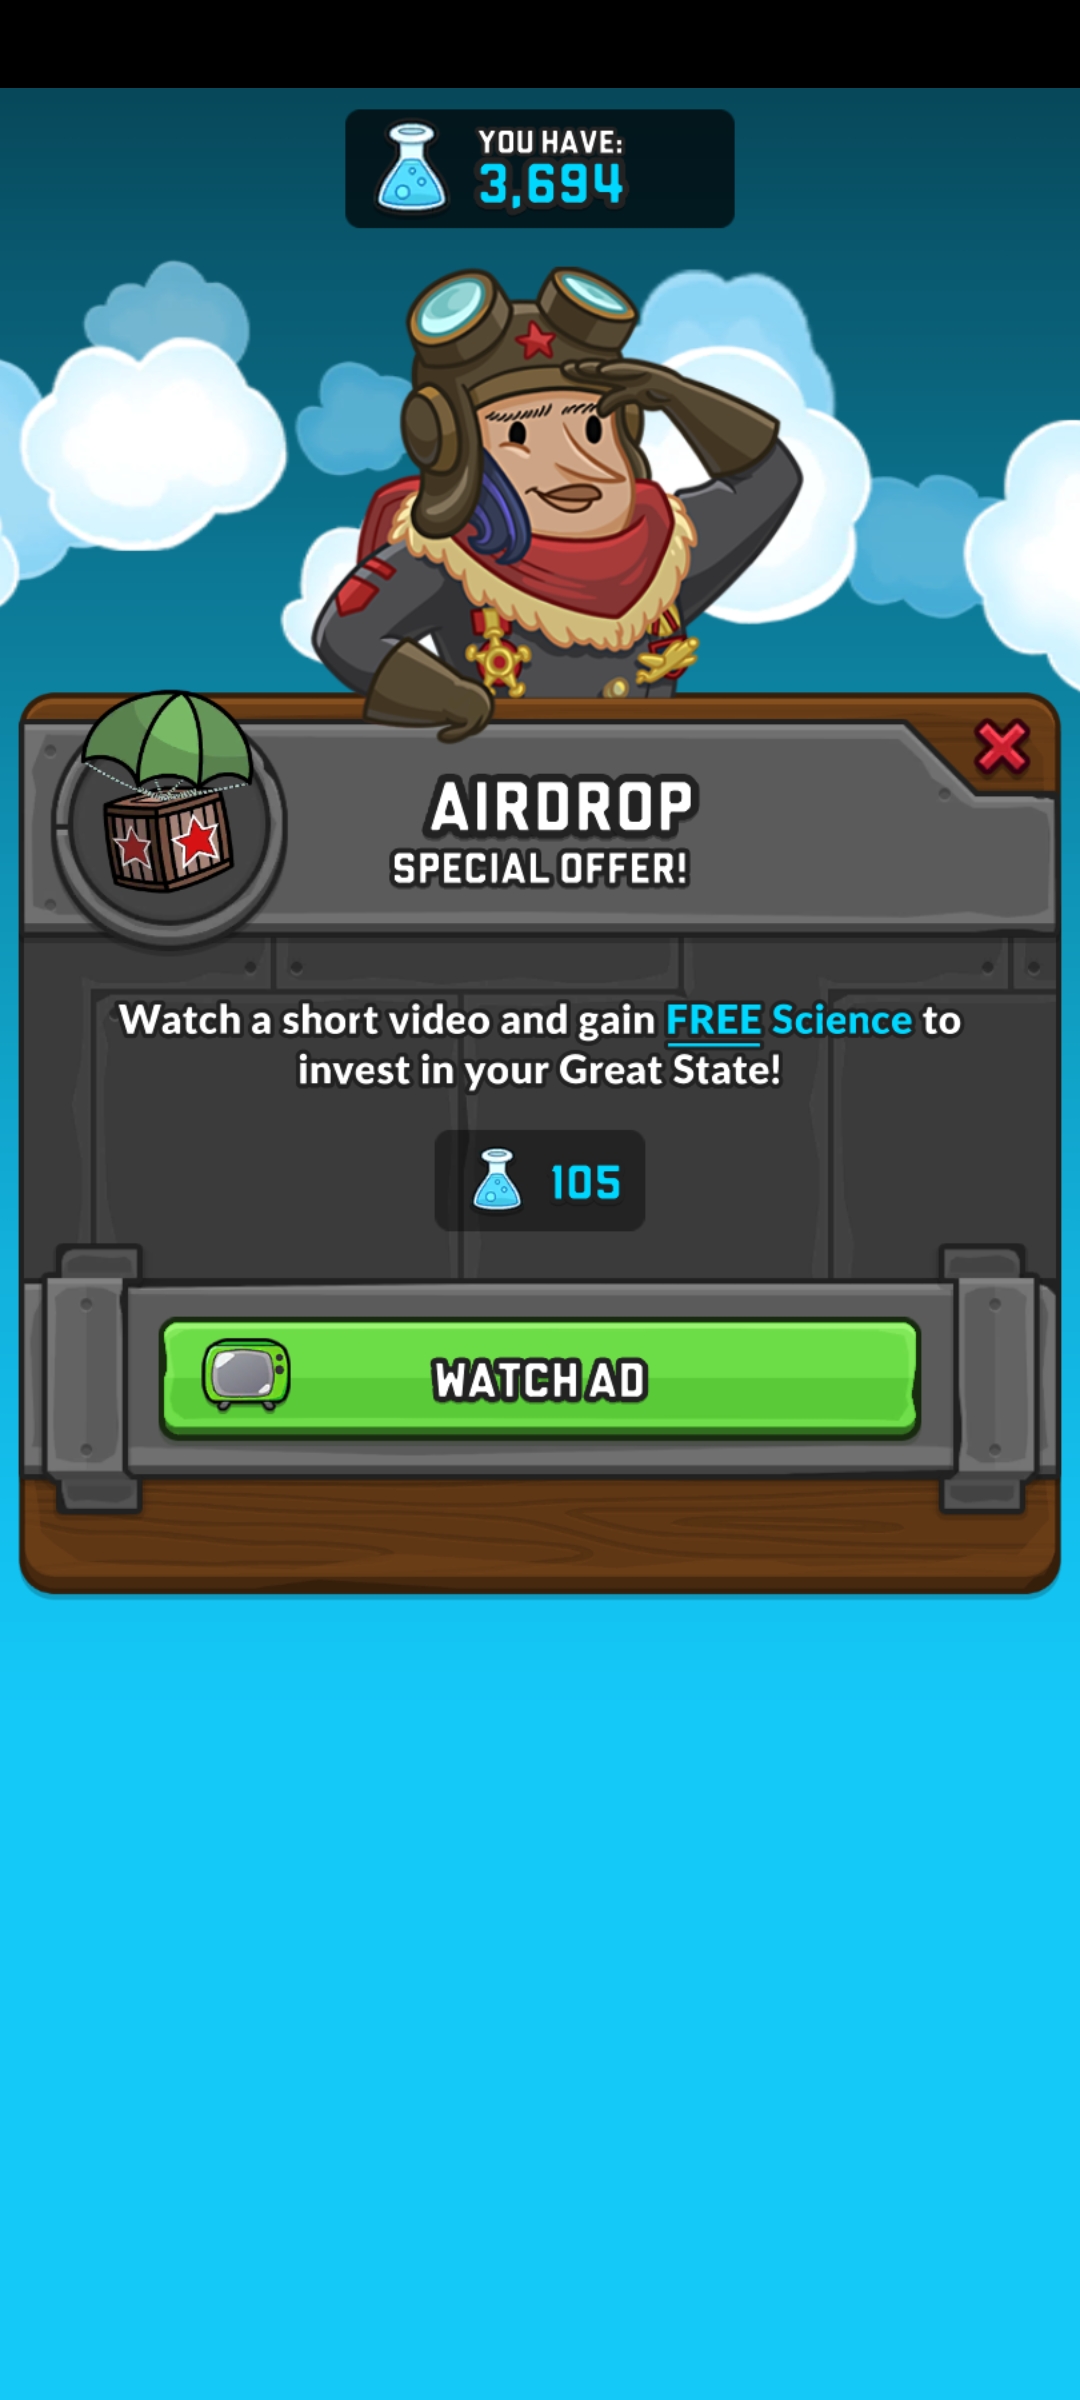 YOU HAVE:
3,694
AIRDROP
SPECIAL OFFER!
Watch a short video and gain FREE Science to
invest in your Great State!
105
WATCH AD